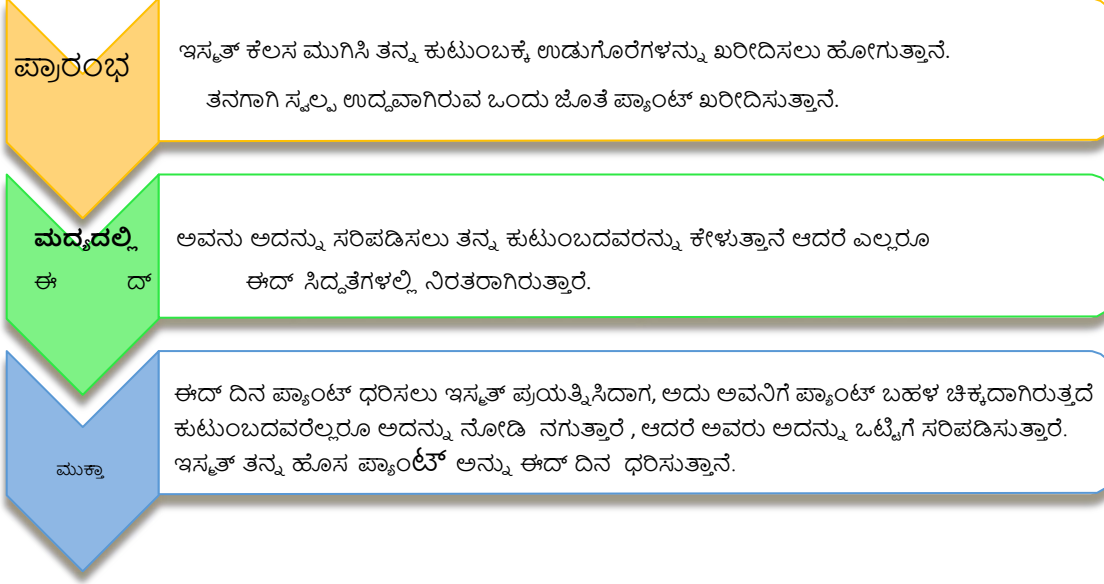 ಪ್ರಾರಂಭ
ಇಸ್ಮತ್ ಕೆಲಸ ಮುಗಿಸಿ ತನ್ನ ಕುಟುಂಬಕ್ಕೆ ಉಡುಗೊರೆಗಳನ್ನು ಖರೀದಿಸಲು ಹೋಗುತ್ತಾನೆ.
ತನಗಾಗಿ ಸ್ವಲ್ಪ ಉದ್ದವಾಗಿರುವ ಒಂದು ಜೊತೆ ಪ್ಯಾಂಟ್ ಖರೀದಿಸುತ್ತಾನೆ.
ಮದ್ಯದಲ್ಲಿ
ಈ ದ್
ಅವನು ಅದನ್ನು ಸರಿಪಡಿಸಲು ತನ್ನ ಕುಟುಂಬದವರನ್ನು ಕೇಳುತ್ತಾನೆ ಆದರೆ ಎಲ್ಲರೂ
ಈದ್ ಸಿದ್ದತೆಗಳಲ್ಲಿ ನಿರತರಾಗಿರುತ್ತಾರೆ.
ಮುಕ್ತಾ
ಈದ್ ದಿನ ಪ್ಯಾಂಟ್ ಧರಿಸಲು ಇಸ್ಮತ್ ಪ್ರಯತ್ನಿಸಿದಾಗ, ಅದು ಅವನಿಗೆ ಪ್ಯಾಂಟ್ ಬಹಳ ಚಿಕ್ಕದಾಗಿರುತ್ತದೆ
ಕುಟುಂಬದವರೆಲ್ಲರೂ ಅದನ್ನು ನೋಡಿ ನಗುತ್ತಾರೆ , ಆದರೆ ಅವರು ಅದನ್ನು ಒಟ್ಟಿಗೆ ಸರಿಪಡಿಸುತ್ತಾರೆ.
ಇಸ್ಮತ್ ತನ್ನ ಹೊಸ ಪ್ಯಾಂಟ್ ಅನ್ನು ಈದ್ ದಿನ ಧರಿಸುತ್ತಾನೆ.